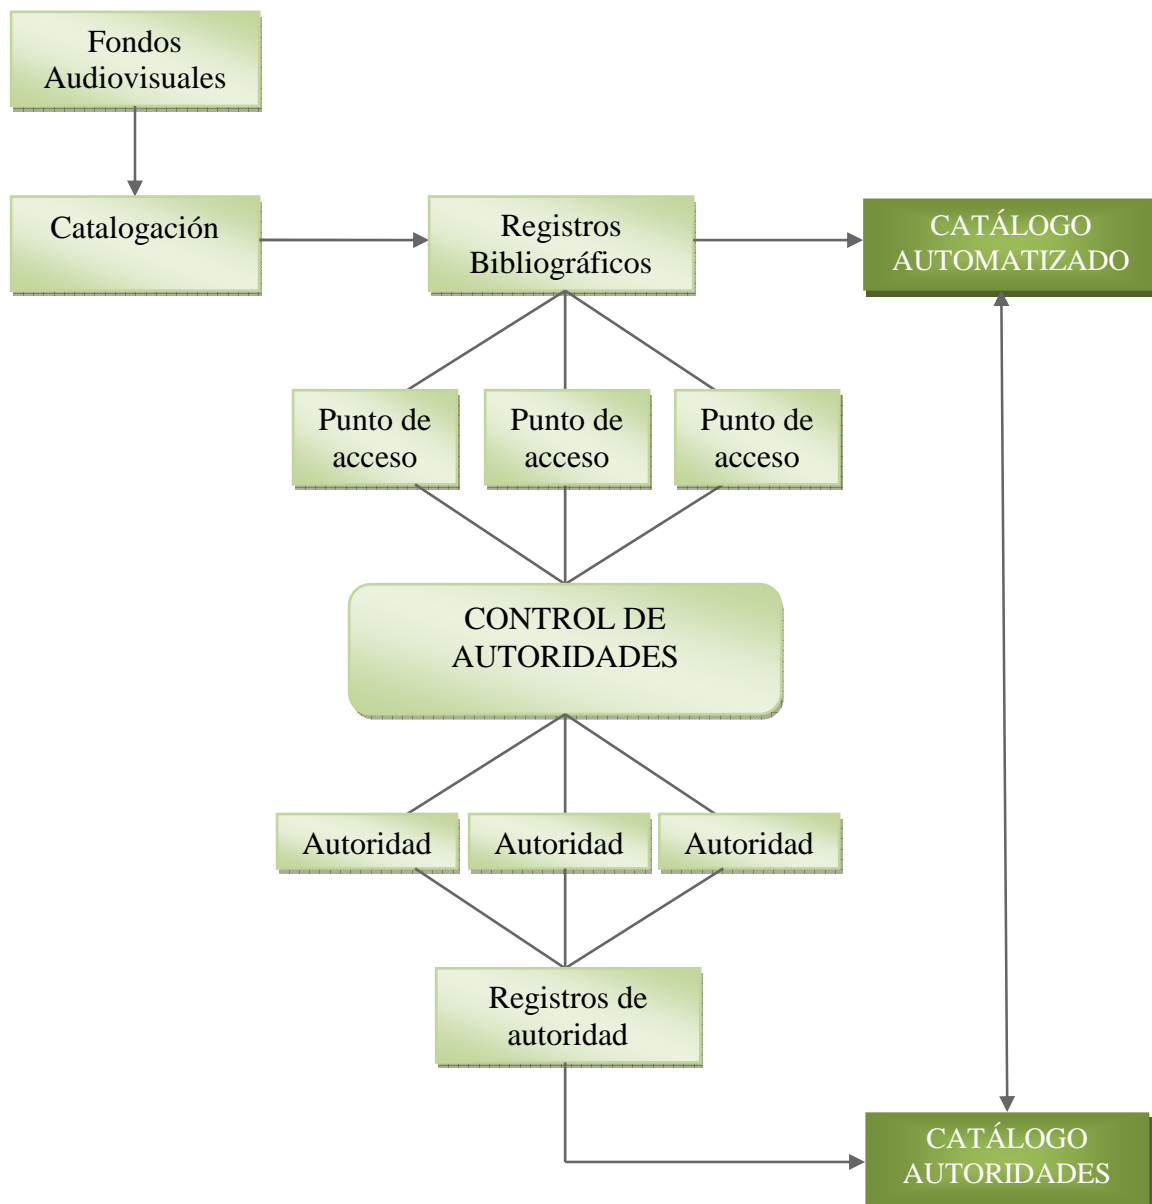 Fondos
Audiovisuales
Catalogación
Registros
Bibliográficos
CATÁLOGO
AUTOMATIZADO
Punto de
acceso
Punto de
acceso
Punto de
acceso
CONTROL DE
AUTORIDADES
Autoridad
Autoridad
Autoridad
Registros de
autoridad
CATÁLOGO
AUTORIDADES